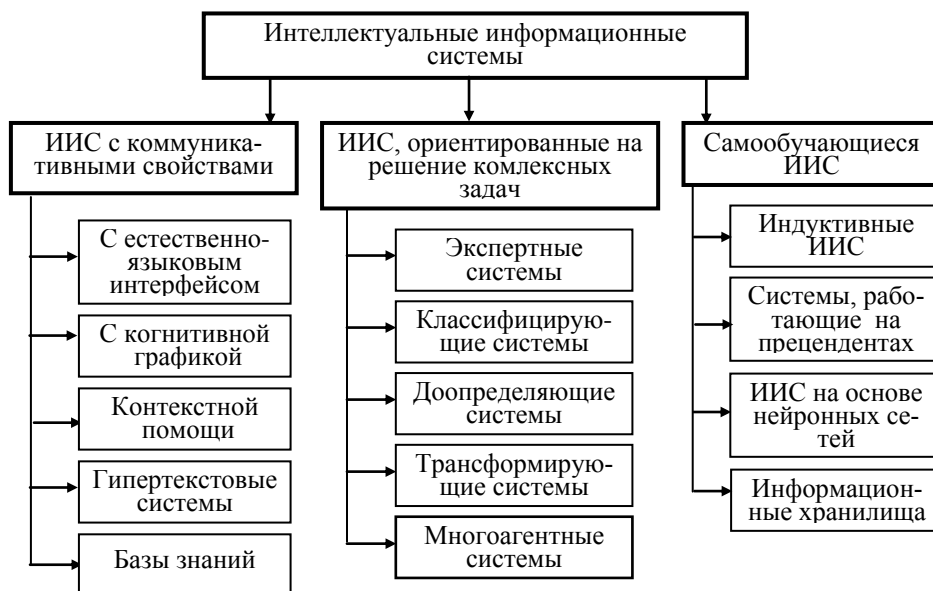 Интеллектуальные информационные
системы
ИИС с коммуника-
тивными свойствами
С естественно-
языковым
интерфейсом
С когнитивной
графикой
Контекстной
помощи
Гипертекстовые
системы
Базы знаний
ИИС, ориентированные на
решение комлексных
задач
Экспертные
системы
Классифицирую-
щие системы
Доопределяющие
системы
Трансформирую-
щие системы
Многоагентные
системы
Самообучающиеся
ИИС
Индуктивные
ИИС
Системы, рабо-
тающие на
прецендентах
ИИС на основе
нейронных се-
тей
Информацион-
ные хранилища